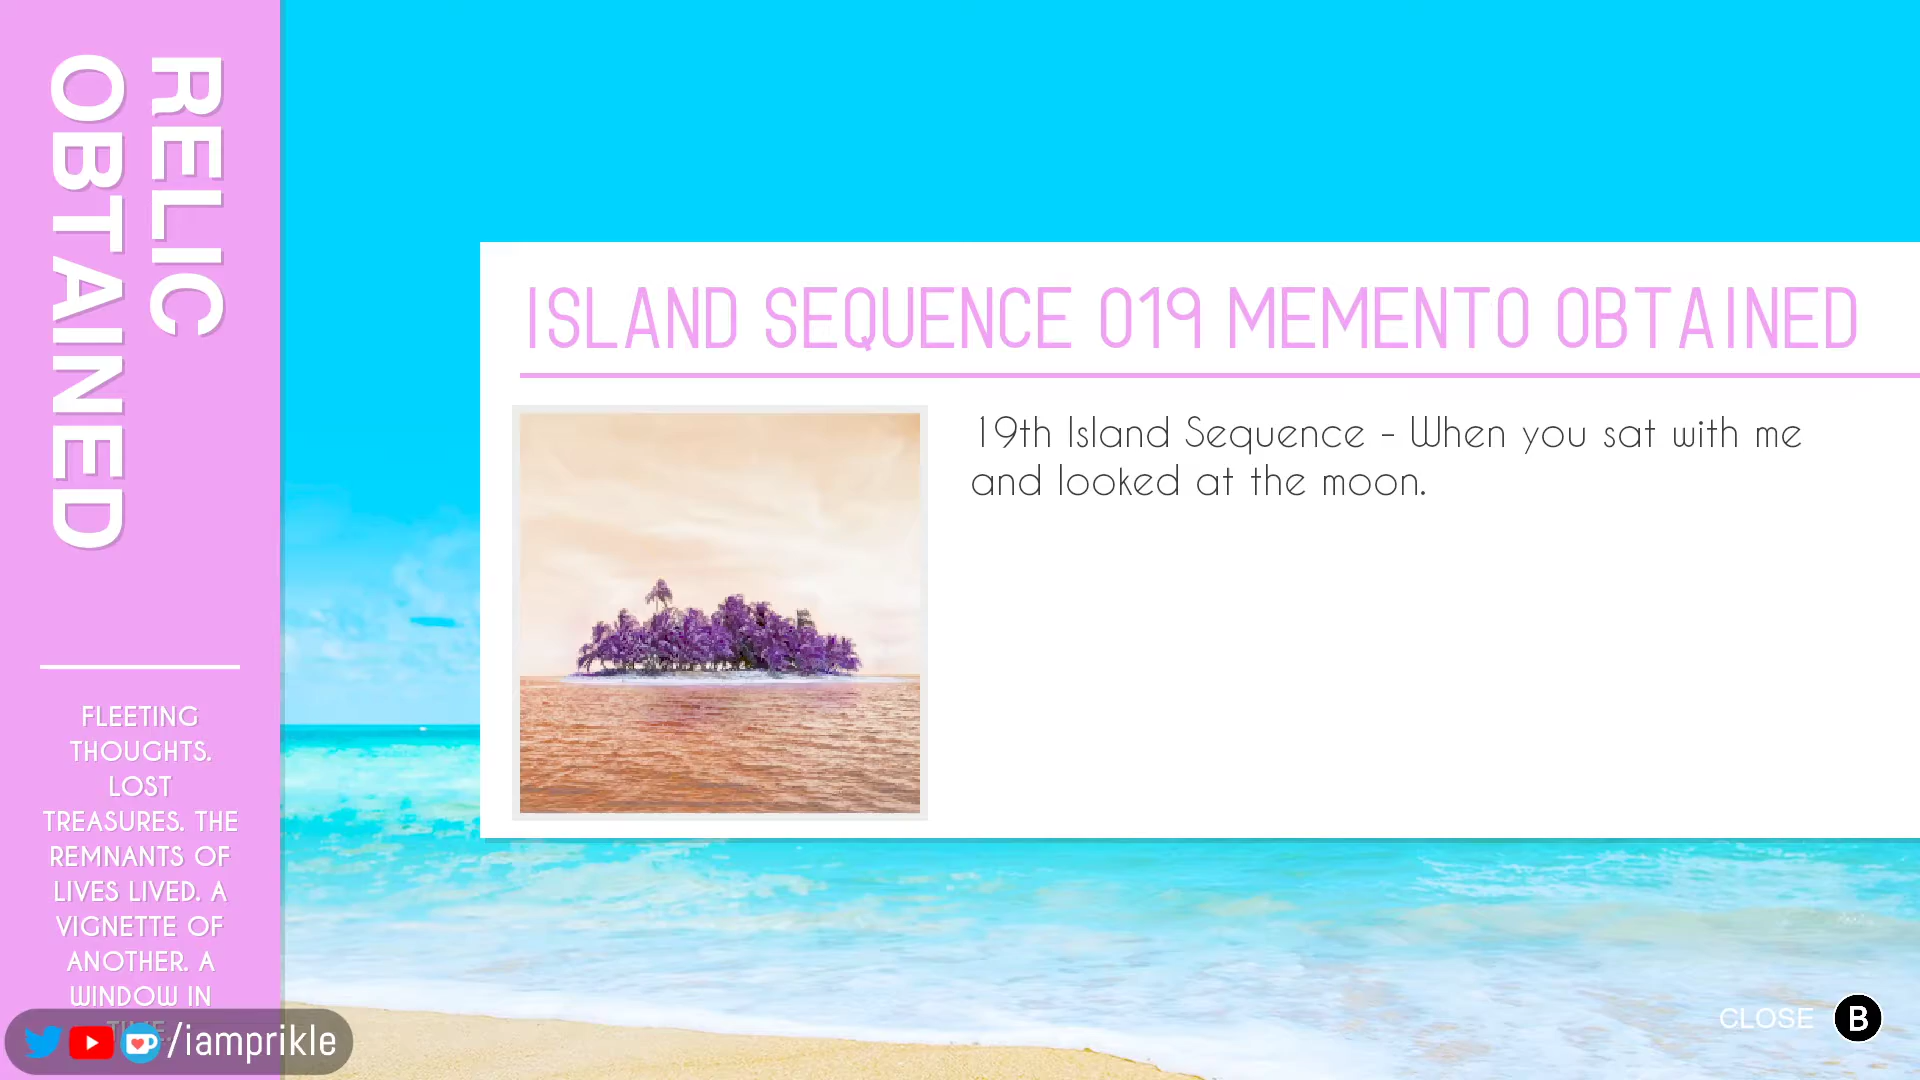 RELIC
OBTAINED
FLEETING
THOUGHTS.
LOST
TREASURES. THE
REMNANTS OF
LIVES LIVED. A
VIGNETTE OF
ANOTHER. A
WINDOW IN
TIME.
ISLAND SEQUENCE 019 MEMENTO OBTAINED
19th Island Sequence - When you sat with me
and looked at the moon.
CLOSE B
/iamprikle